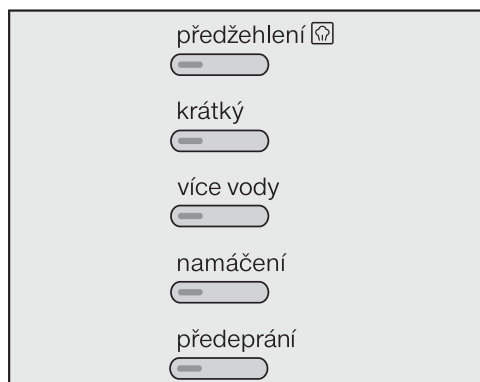 předžehlení
krátký
více vody
namáčení
předeprání